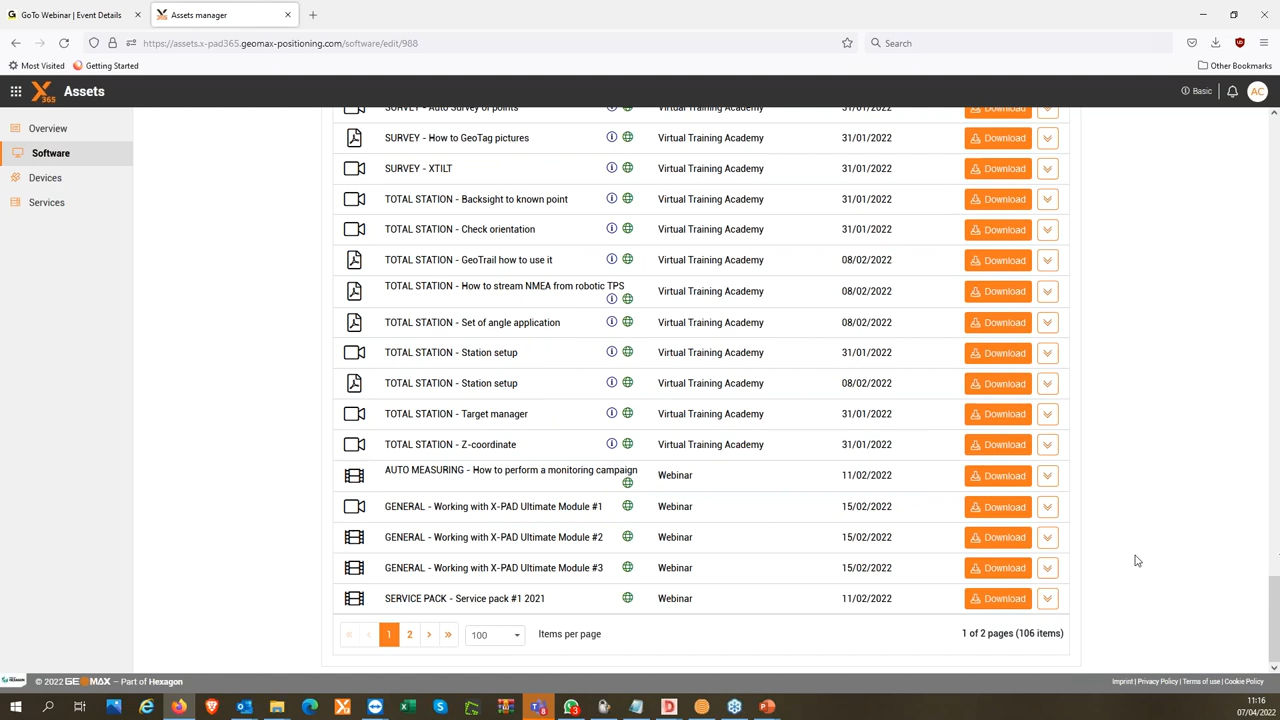 GoTo Webinar | Event Details
Assets manager
https://assets.x-pad365.geomax-positioning.com/software/edit/988
Search
Most Visited Getting Started Other Bookmarks
X 365 Assets Basic AC
Overview
Software
Devices
Services
SURVEY - Auto Survey of points Virtual Training Academy 31/01/2022 Download
SURVEY - How to GeoTag pictures Virtual Training Academy 31/01/2022 Download
SURVEY - XTILT Virtual Training Academy 31/01/2022 Download
TOTAL STATION - Backsight to known point Virtual Training Academy 31/01/2022 Download
TOTAL STATION - Check orientation Virtual Training Academy 31/01/2022 Download
TOTAL STATION - GeoTrail how to use it Virtual Training Academy 08/02/2022 Download
TOTAL STATION - How to stream NMEA from robotic TPS Virtual Training Academy 08/02/2022 Download
TOTAL STATION - Set of angle application Virtual Training Academy 08/02/2022 Download
TOTAL STATION - Station setup Virtual Training Academy 31/01/2022 Download
TOTAL STATION - Station setup Virtual Training Academy 08/02/2022 Download
TOTAL STATION - Target manager Virtual Training Academy 31/01/2022 Download
TOTAL STATION - Z-coordinate Virtual Training Academy 31/01/2022 Download
AUTO MEASURING - How to perform a monitoring campaign Webinar 11/02/2022 Download
GENERAL - Working with X-PAD Ultimate Module #1 Webinar 15/02/2022 Download
GENERAL - Working with X-PAD Ultimate Module #2 Webinar 15/02/2022 Download
GENERAL - Working with X-PAD Ultimate Module #3 Webinar 15/02/2022 Download
SERVICE PACK - Service pack #1 2021 Webinar 11/02/2022 Download
« ‹ 1 2 › » 100 Items per page 1 of 2 pages (106 items)
© 2022 GEOMAX - Part of Hexagon Imprint | Privacy Policy | Terms of use | Cookie Policy
11:16
07/04/2022